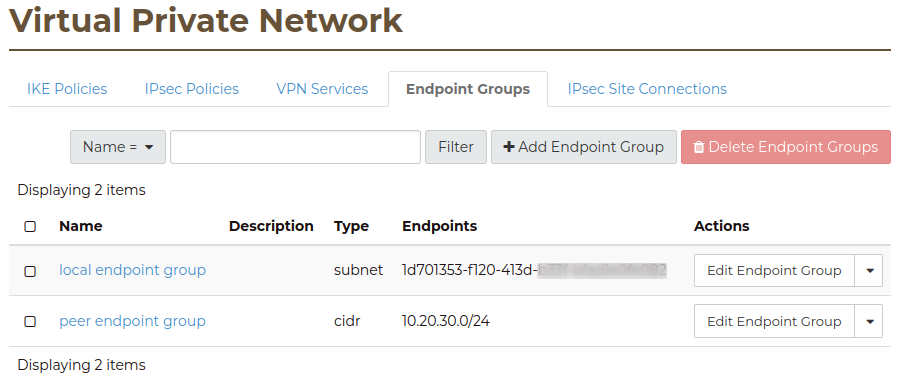 Virtual Private Network
IKE Policies IPsec Policies VPN Services Endpoint Groups IPsec Site Connections
Name = Filter Add Endpoint Group Delete Endpoint Groups
Displaying 2 items
Name Description Type Endpoints Actions
local endpoint group subnet 1d701353-f120-413d- Edit Endpoint Group
peer endpoint group cidr 10.20.30.0/24 Edit Endpoint Group
Displaying 2 items